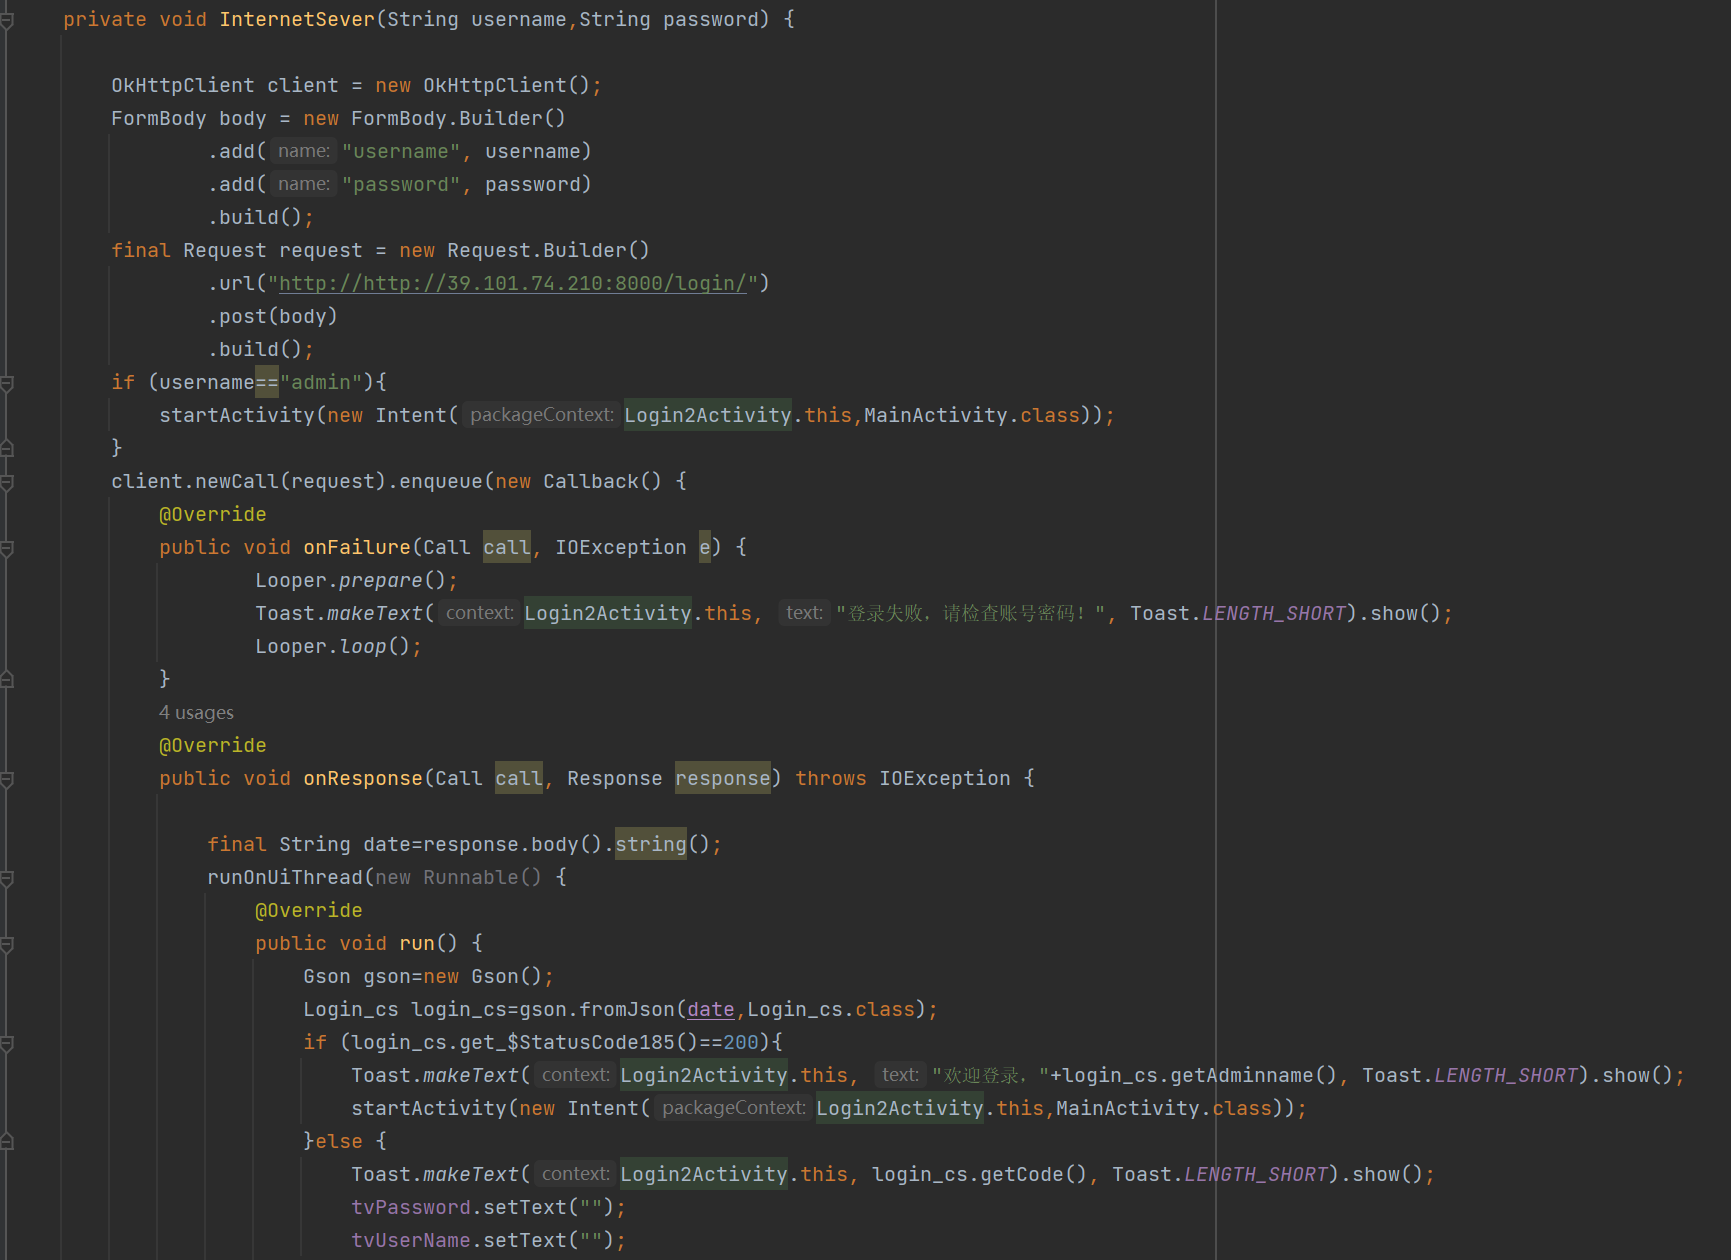 private void InternetSever(String username,String password) {
OkHttpClient client = new OkHttpClient();
FormBody body = new FormBody.Builder()
.add( name: "username", username)
.add( name: "password", password)
.build();
final Request request = new Request.Builder()
.url("http://http://39.101.74.210:8000/login/")
.post(body)
.build();
if (username=="admin"){
startActivity(new Intent( packageContext: Login2Activity.this,MainActivity.class));
}
client.newCall(request).enqueue(new Callback() {
@Override
public void onFailure(Call call, IOException e) {
Looper.prepare();
Toast.makeText( context: Login2Activity.this, text: "登录失败，请检查账号密码！", Toast.LENGTH_SHORT).show();
Looper.loop();
}
4 usages
@Override
public void onResponse(Call call, Response response) throws IOException {
final String date=response.body().string();
runOnUiThread(new Runnable() {
@Override
public void run() {
Gson gson=new Gson();
Login_cs login_cs=gson.fromJson(date,Login_cs.class);
if (login_cs.get_$StatusCode185()==200){
Toast.makeText( context: Login2Activity.this, text: "欢迎登录，"+login_cs.getAdminname(), Toast.LENGTH_SHORT).show();
startActivity(new Intent( packageContext: Login2Activity.this,MainActivity.class));
}else {
Toast.makeText( context: Login2Activity.this, login_cs.getCode(), Toast.LENGTH_SHORT).show();
tvPassword.setText("");
tvUserName.setText("");